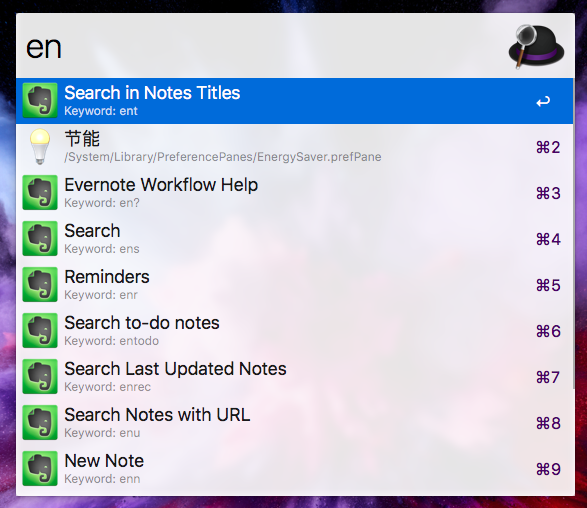 en
Search in Notes Titles
Keyword: ent
↩
节能
/System/Library/PreferencePanes/EnergySaver.prefPane
⌘2
Evernote Workflow Help
Keyword: en?
⌘3
Search
Keyword: ens
⌘4
Reminders
Keyword: enr
⌘5
Search to-do notes
Keyword: entodo
⌘6
Search Last Updated Notes
Keyword: enrec
⌘7
Search Notes with URL
Keyword: enu
⌘8
New Note
Keyword: enn
⌘9